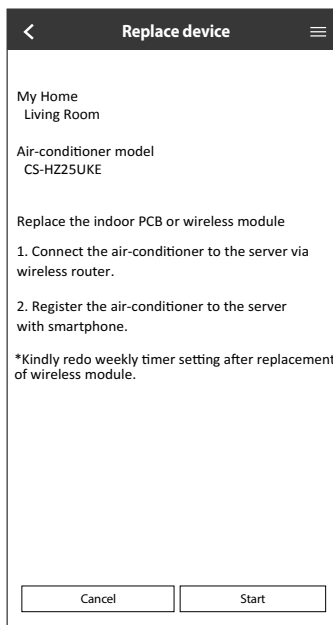 Replace device
My Home
Living Room
Air-conditioner model
CS-HZ25UKE
Replace the indoor PCB or wireless module
1. Connect the air-conditioner to the server via
wireless router.
2. Register the air-conditioner to the server
with smartphone.
*Kindly redo weekly timer setting after replacement
of wireless module.
Cancel
Start